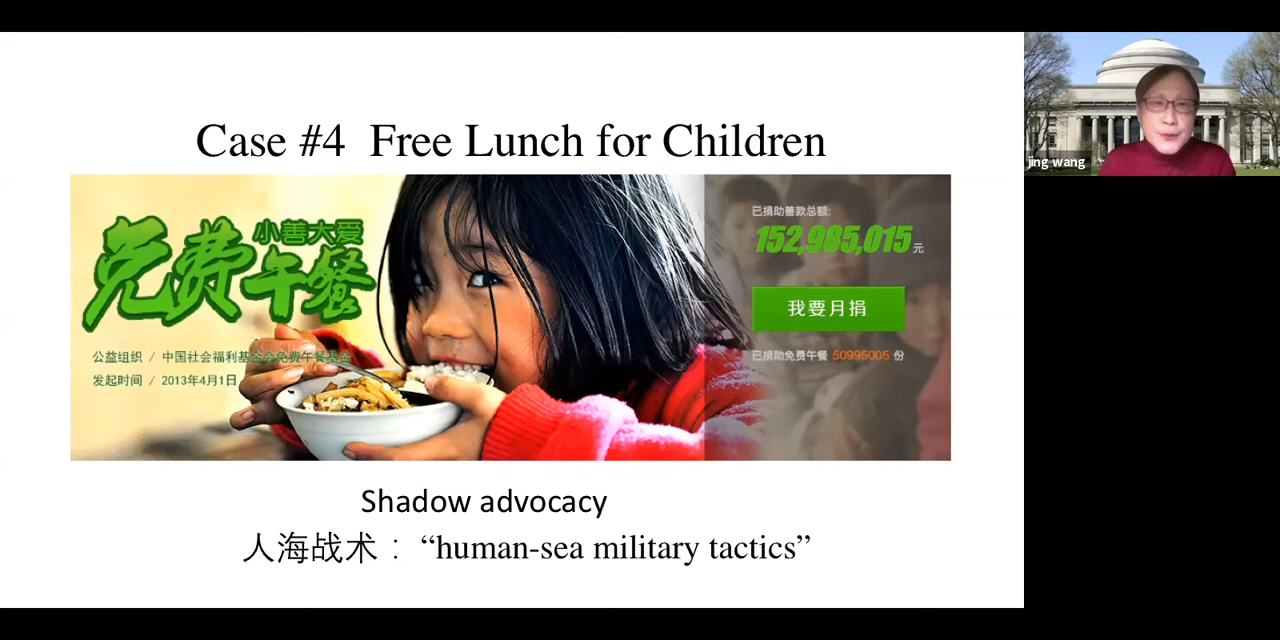 Case #4 Free Lunch for Children
小善大爱
免费午餐
公益组织 / 中国社会福利基金会免费午餐基金
发起时间 / 2013年4月1日
已捐助善款总额:
152,985,015元
我要月捐
已捐助免费午餐 50995005 份
Shadow advocacy
人海战术： “human-sea military tactics”
jing wang